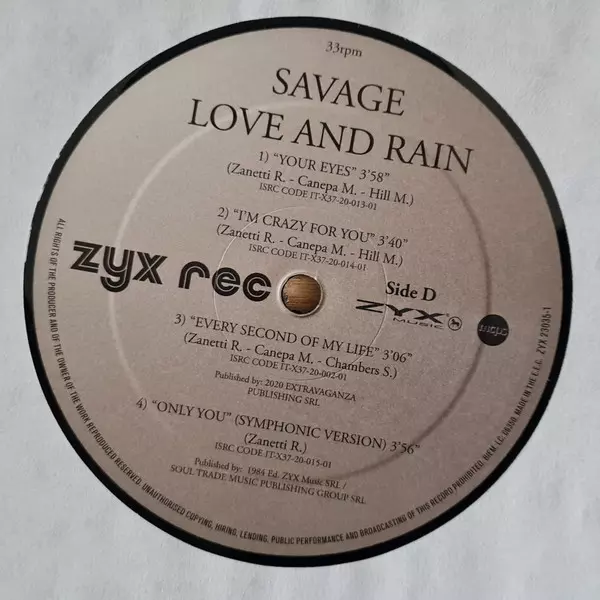 33rpm
SAVAGE
LOVE AND RAIN
1) "YOUR EYES" 3'58"
(Zanetti R. - Canepa M. - Hill M.)
ISRC CODE IT-X37-20-013-01
2) "I'M CRAZY FOR YOU" 3'40"
(Zanetti R. - Canepa M. - Hill M.)
ISRC CODE IT-X37-20-014-01
zyx rec
Side D
ZYX
MUSIC
3) "EVERY SECOND OF MY LIFE" 3'06"
(Zanetti R. - Canepa M. - Chambers S.)
ISRC CODE IT-X37-20-002-01
Published by: 2020 EXTRAVAGANZA
PUBLISHING SRL
4) "ONLY YOU" (SYMPHONIC VERSION) 3'56"
(Zanetti R.)
ISRC CODE IT-X37-20-015-01
Published by: 1984 Ed. ZYX Music SRL /
SOUL TRADE MUSIC PUBLISHING GROUP SRL
ALL RIGHTS OF THE PRODUCER AND OF THE OWNER OF THE WORK REPRODUCED RESERVED. UNAUTHORISED COPYING, HIRING, LENDING, PUBLIC PERFORMANCE AND BROADCASTING OF THIS RECORD PROHIBITED. BIEM, LC: 06350, MADE IN THE E.E.C. ZYX 23035-1